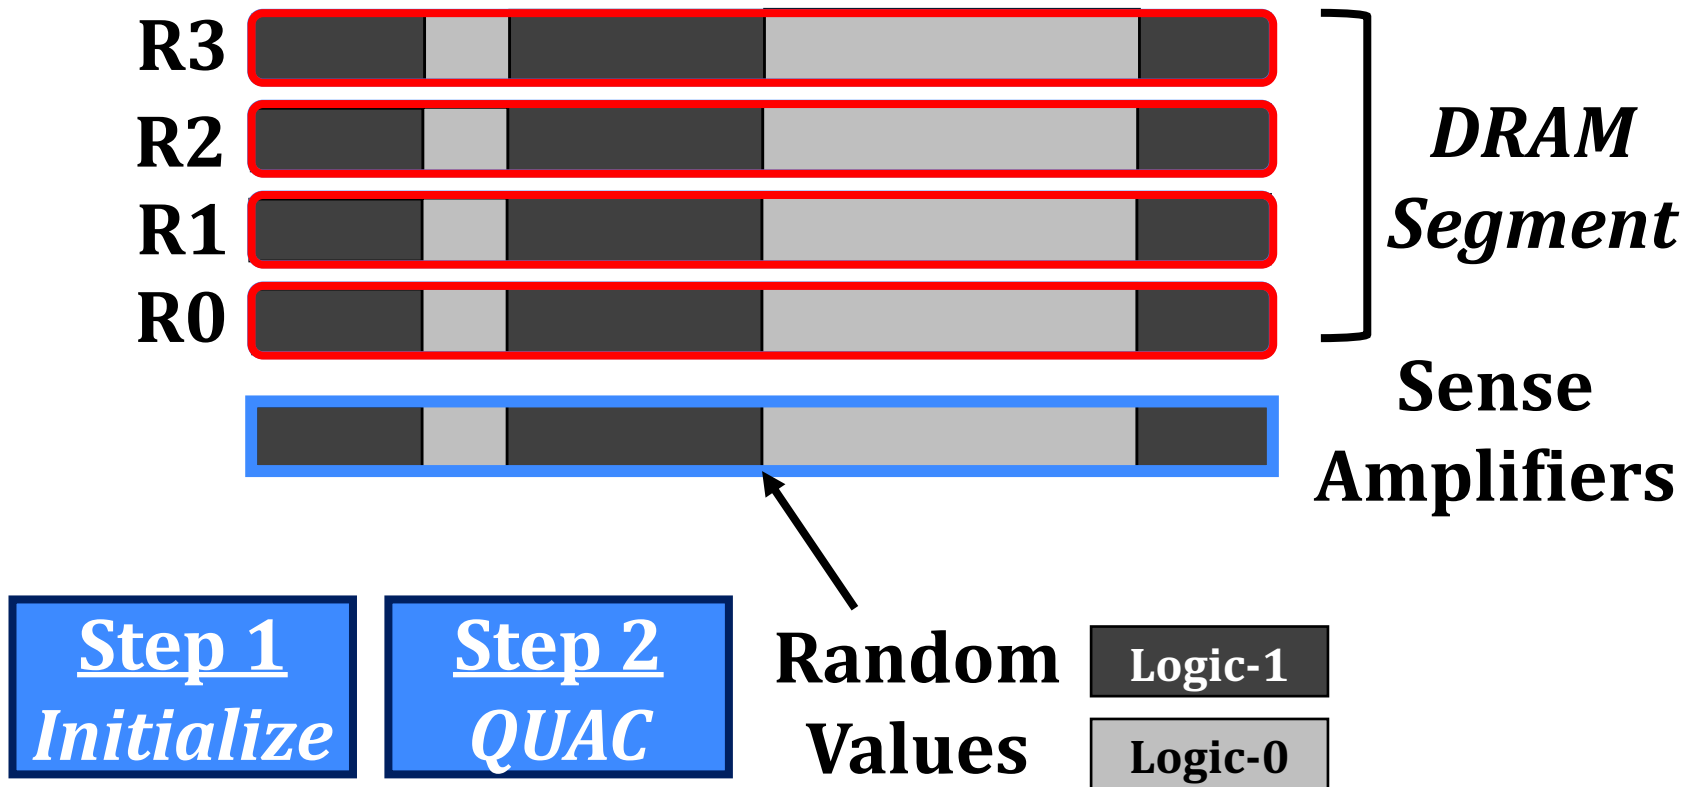 R3
R2
R1
R0
DRAM
Segment
Sense
Amplifiers
Step 1
Initialize
Step 2
QUAC
Random
Values
Logic-1
Logic-0